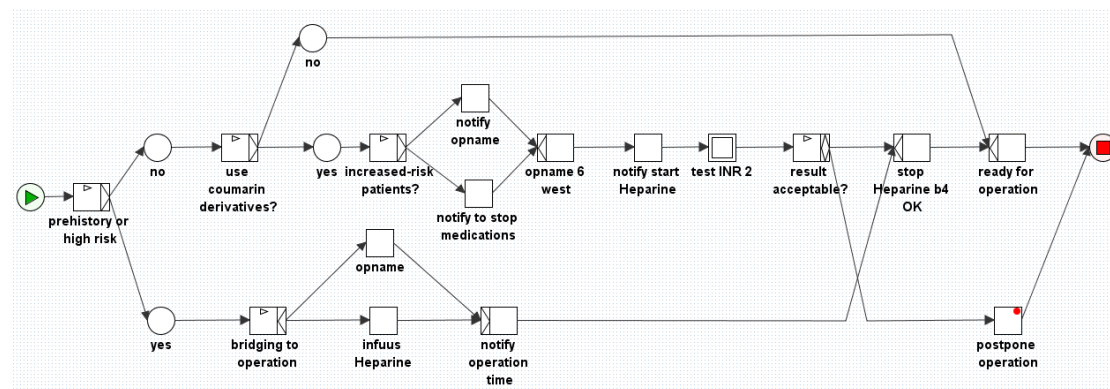 no
notify
opname
no
use
coumarin
derivatives?
yes
increased-risk
patients?
notify to stop
medications
opname 6
west
notify start
Heparine
test INR 2
result
acceptable?
stop
Heparine b4
OK
ready for
operation
prehistory or
high risk
opname
yes
bridging to
operation
infuus
Heparine
notify
operation
time
postpone
operation